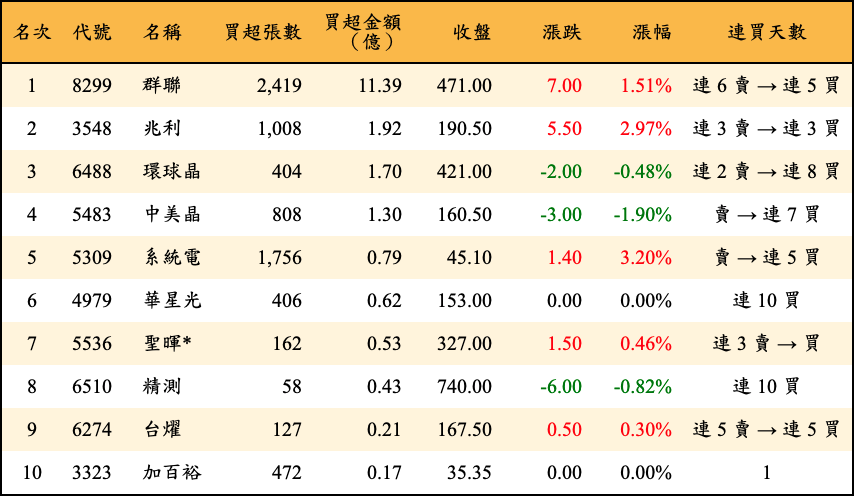 名次 代號 名稱 買超張數 買超金額（億） 收盤 漲跌 漲幅 連買天數
1 8299 群聯 2,419 11.39 471.00 7.00 1.51% 連 6 賣 → 連 5 買
2 3548 兆利 1,008 1.92 190.50 5.50 2.97% 連 3 賣 → 連 3 買
3 6488 環球晶 404 1.70 421.00 -2.00 -0.48% 連 2 賣 → 連 8 買
4 5483 中美晶 808 1.30 160.50 -3.00 -1.90% 賣 → 連 7 買
5 5309 系統電 1,756 0.79 45.10 1.40 3.20% 賣 → 連 5 買
6 4979 華星光 406 0.62 153.00 0.00 0.00% 連 10 買
7 5536 聖暉* 162 0.53 327.00 1.50 0.46% 連 3 賣 → 買
8 6510 精測 58 0.43 740.00 -6.00 -0.82% 連 10 買
9 6274 台燿 127 0.21 167.50 0.50 0.30% 連 5 賣 → 連 5 買
10 3323 加百裕 472 0.17 35.35 0.00 0.00% 1